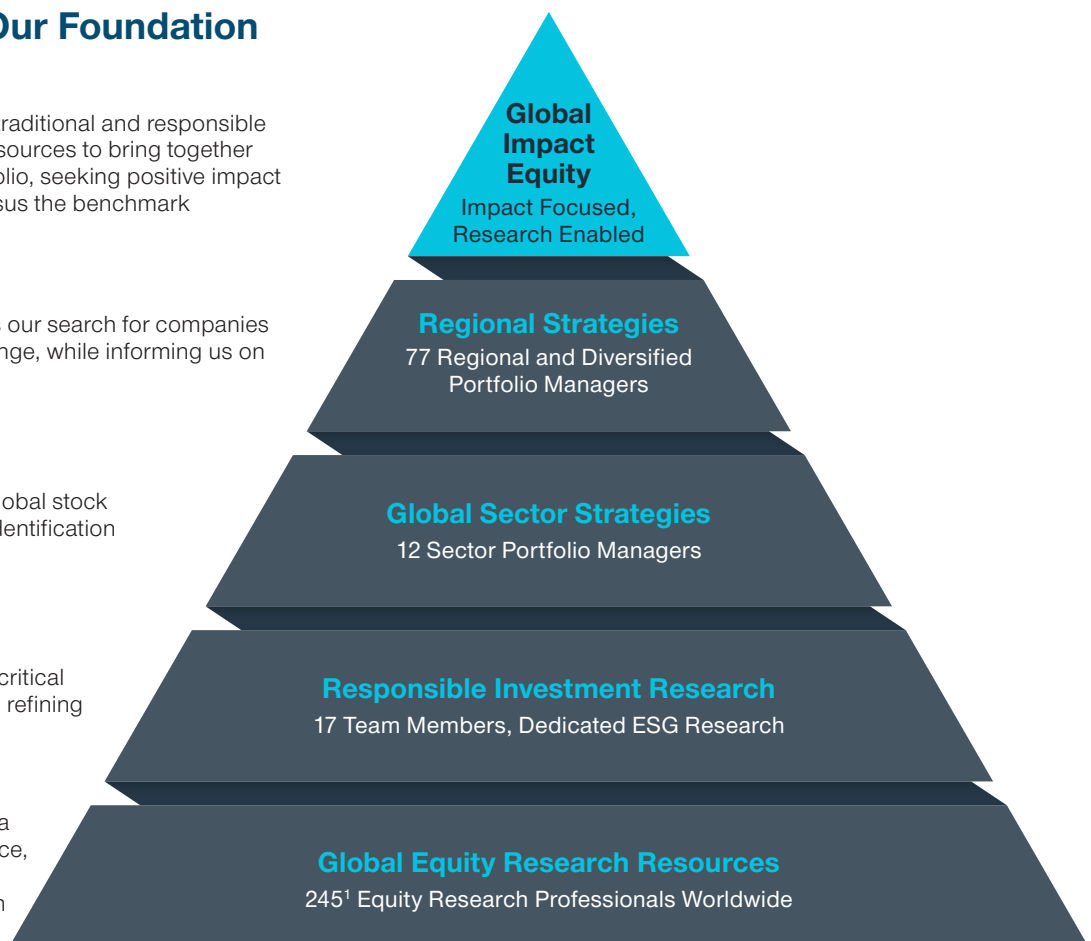 Our Foundation
traditional and responsible
sources to bring together
olio, seeking positive impact
sus the benchmark
Global
Impact
Equity
Impact Focused,
Research Enabled
s our search for companies
nge, while informing us on
Regional Strategies
77 Regional and Diversified
Portfolio Managers
lobal stock
dentification
Global Sector Strategies
12 Sector Portfolio Managers
critical
refining
Responsible Investment Research
17 Team Members, Dedicated ESG Research
a
ce,
n
Global Equity Research Resources
245¹ Equity Research Professionals Worldwide